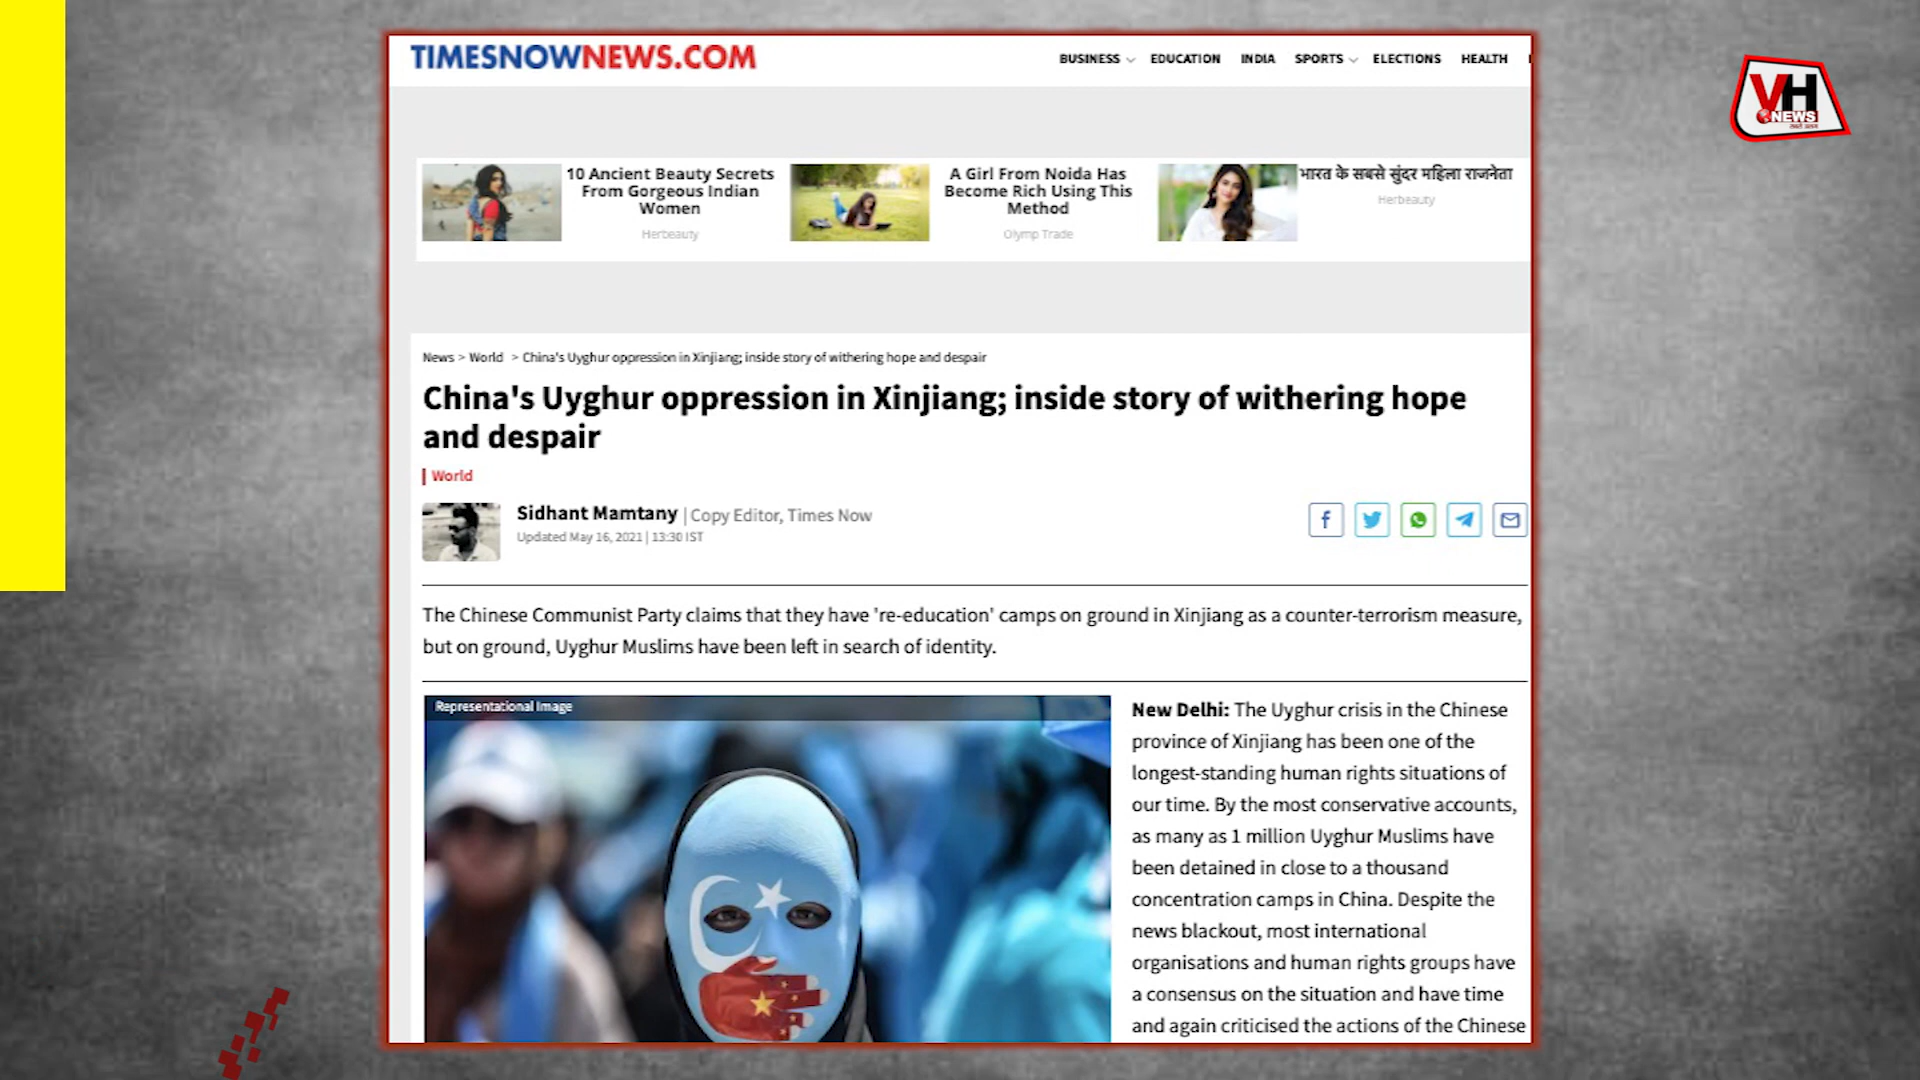 TIMESNOWNEWS.COM
BUSINESS EDUCATION INDIA SPORTS ELECTIONS HEALTH
VH
NEWS
10 Ancient Beauty Secrets
From Gorgeous Indian
Women
Herbeauty
A Girl From Noida Has
Become Rich Using This
Method
Olymp Trade
भारत के सबसे सुंदर महिला राजनेता
Herbeauty
News > World > China's Uyghur oppression in Xinjiang; inside story of withering hope and despair
China's Uyghur oppression in Xinjiang; inside story of withering hope
and despair
World
Sidhant Mamtany | Copy Editor, Times Now
Updated May 16, 2021 | 13:30 IST
The Chinese Communist Party claims that they have 're-education' camps on ground in Xinjiang as a counter-terrorism measure,
but on ground, Uyghur Muslims have been left in search of identity.
Representational Image
New Delhi: The Uyghur crisis in the Chinese
province of Xinjiang has been one of the
longest-standing human rights situations of
our time. By the most conservative accounts,
as many as 1 million Uyghur Muslims have
been detained in close to a thousand
concentration camps in China. Despite the
news blackout, most international
organisations and human rights groups have
a consensus on the situation and have time
and again criticised the actions of the Chinese